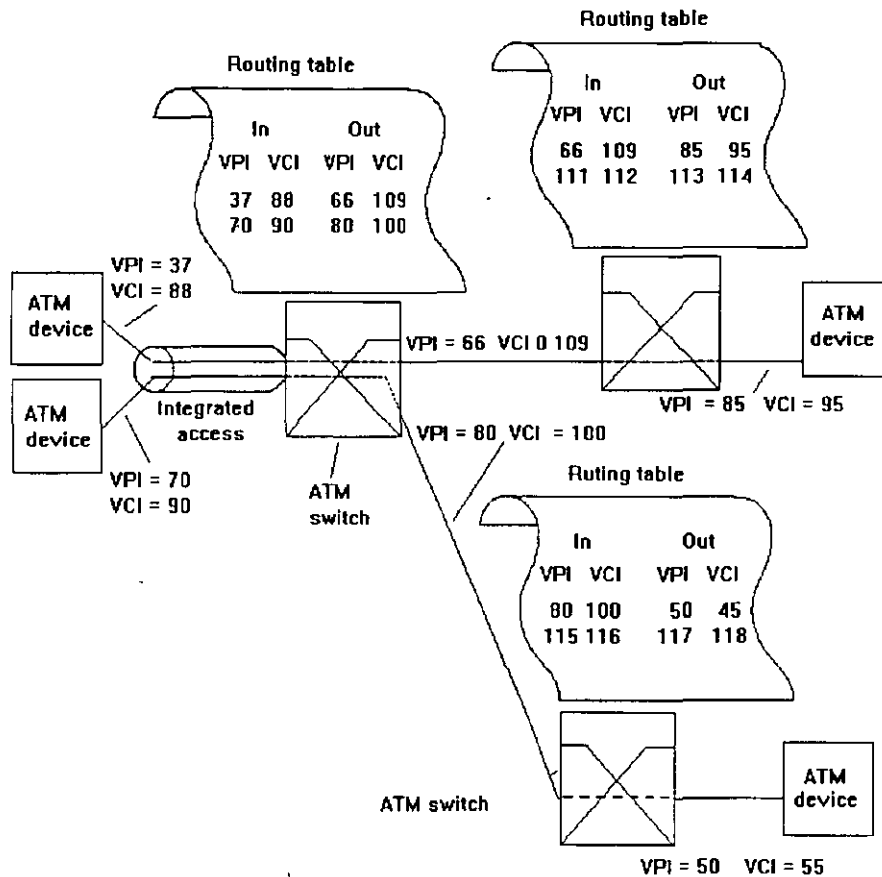 Routing table
In Out
VPI VCI VPI VCI
37 88 66 109
70 90 80 100
Routing table
In Out
VPI VCI VPI VCI
66 109 85 95
111 112 113 114
VPI = 37
VCI = 88
ATM
device
ATM
device
VPI = 70
VCI = 90
Integrated
access
ATM
switch
VPI = 66 VCI 0 109
ATM
device
VPI = 85 VCI = 95
VPI = 80 VCI = 100
Ruting table
In Out
VPI VCI VPI VCI
80 100 50 45
115 116 117 118
ATM switch
ATM
device
VPI = 50 VCI = 55